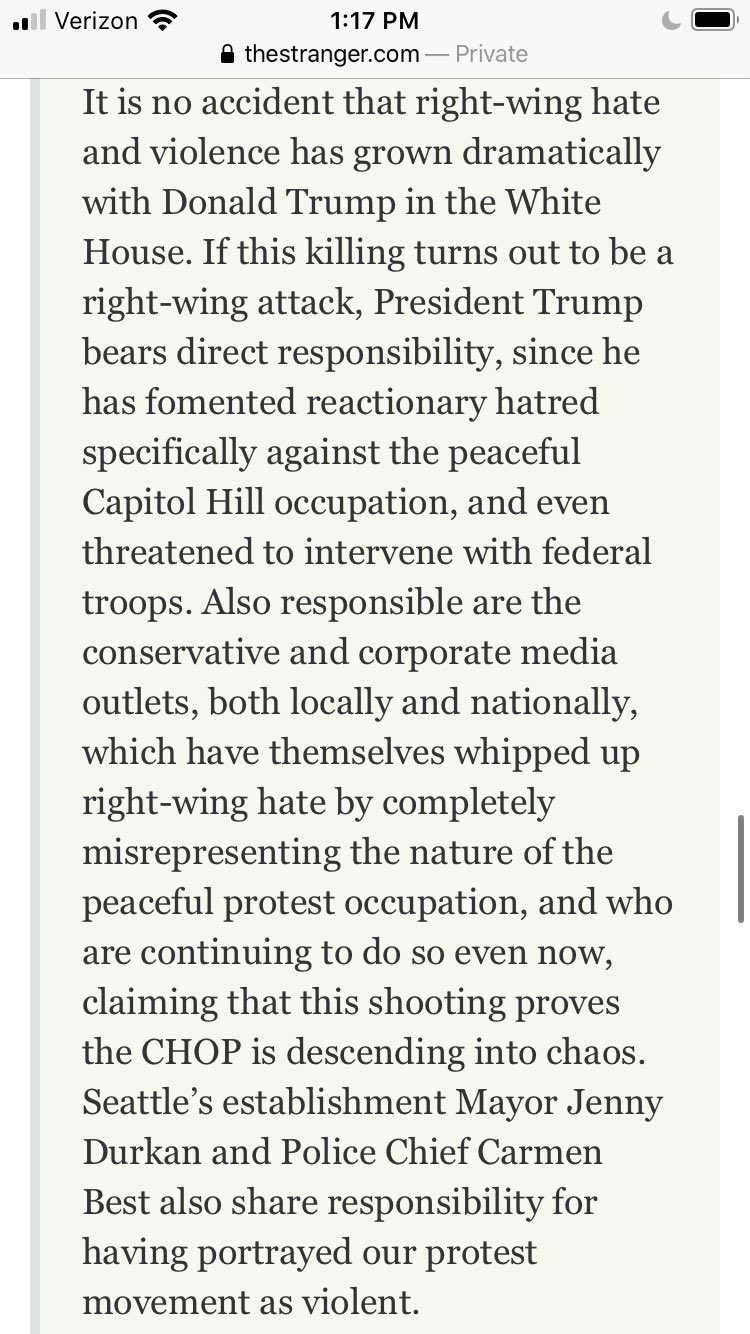 Verizon 1:17 PM
thestranger.com — Private
It is no accident that right-wing hate
and violence has grown dramatically
with Donald Trump in the White
House. If this killing turns out to be a
right-wing attack, President Trump
bears direct responsibility, since he
has fomented reactionary hatred
specifically against the peaceful
Capitol Hill occupation, and even
threatened to intervene with federal
troops. Also responsible are the
conservative and corporate media
outlets, both locally and nationally,
which have themselves whipped up
right-wing hate by completely
misrepresenting the nature of the
peaceful protest occupation, and who
are continuing to do so even now,
claiming that this shooting proves
the CHOP is descending into chaos.
Seattle’s establishment Mayor Jenny
Durkan and Police Chief Carmen
Best also share responsibility for
having portrayed our protest
movement as violent.